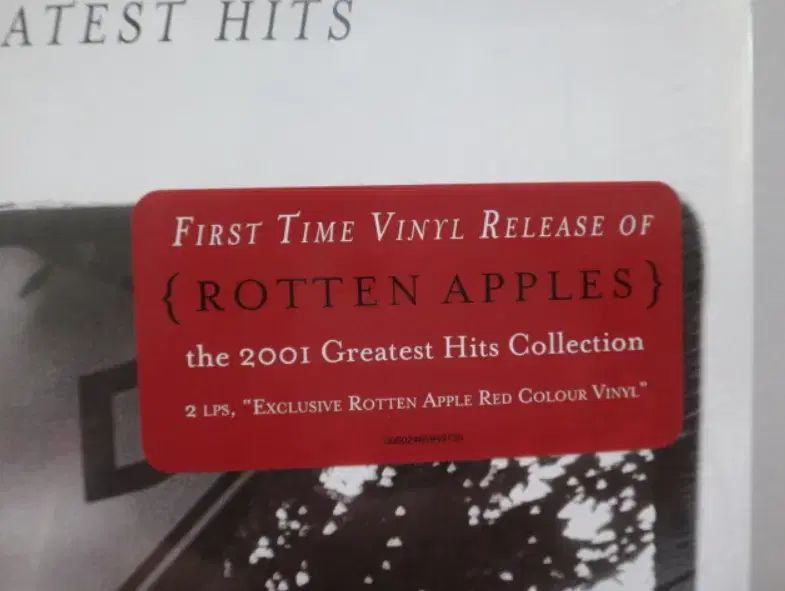 ATEST HITS
FIRST TIME VINYL RELEASE OF
{ROTTEN APPLES}
the 2001 Greatest Hits Collection
2 LPS, "EXCLUSIVE ROTTEN APPLE RED COLOUR VINYL"